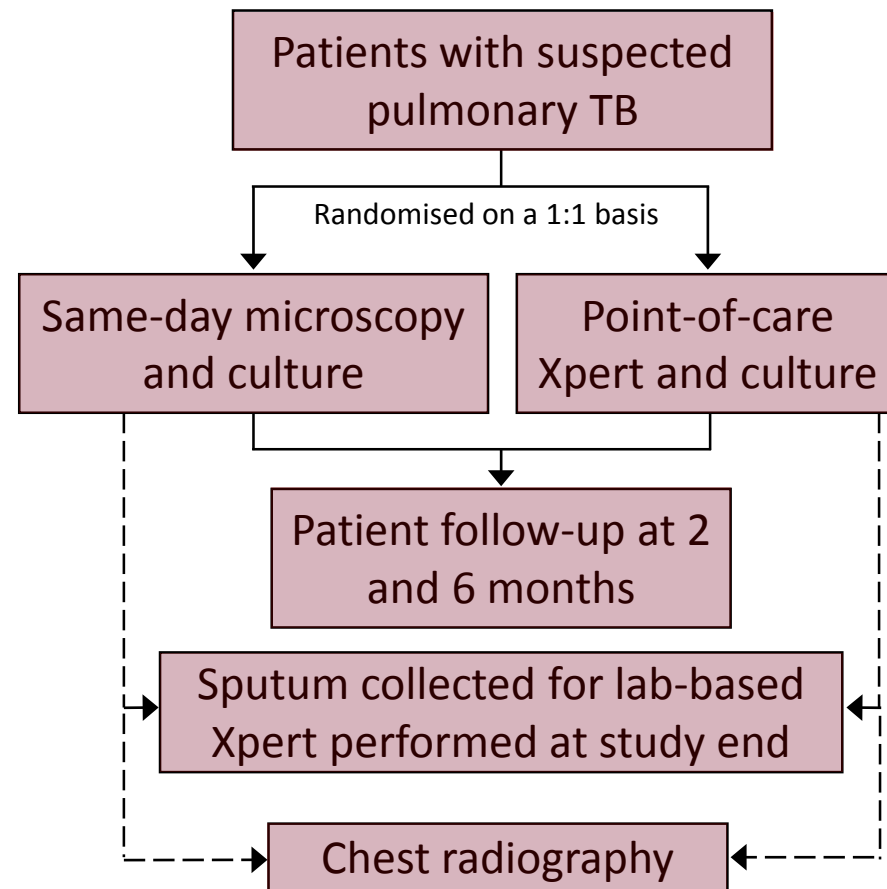 Patients with suspected
pulmonary TB
Randomised on a 1:1 basis
Same-day microscopy
and culture
Point-of-care
Xpert and culture
Patient follow-up at 2
and 6 months
Sputum collected for lab-based
Xpert performed at study end
Chest radiography